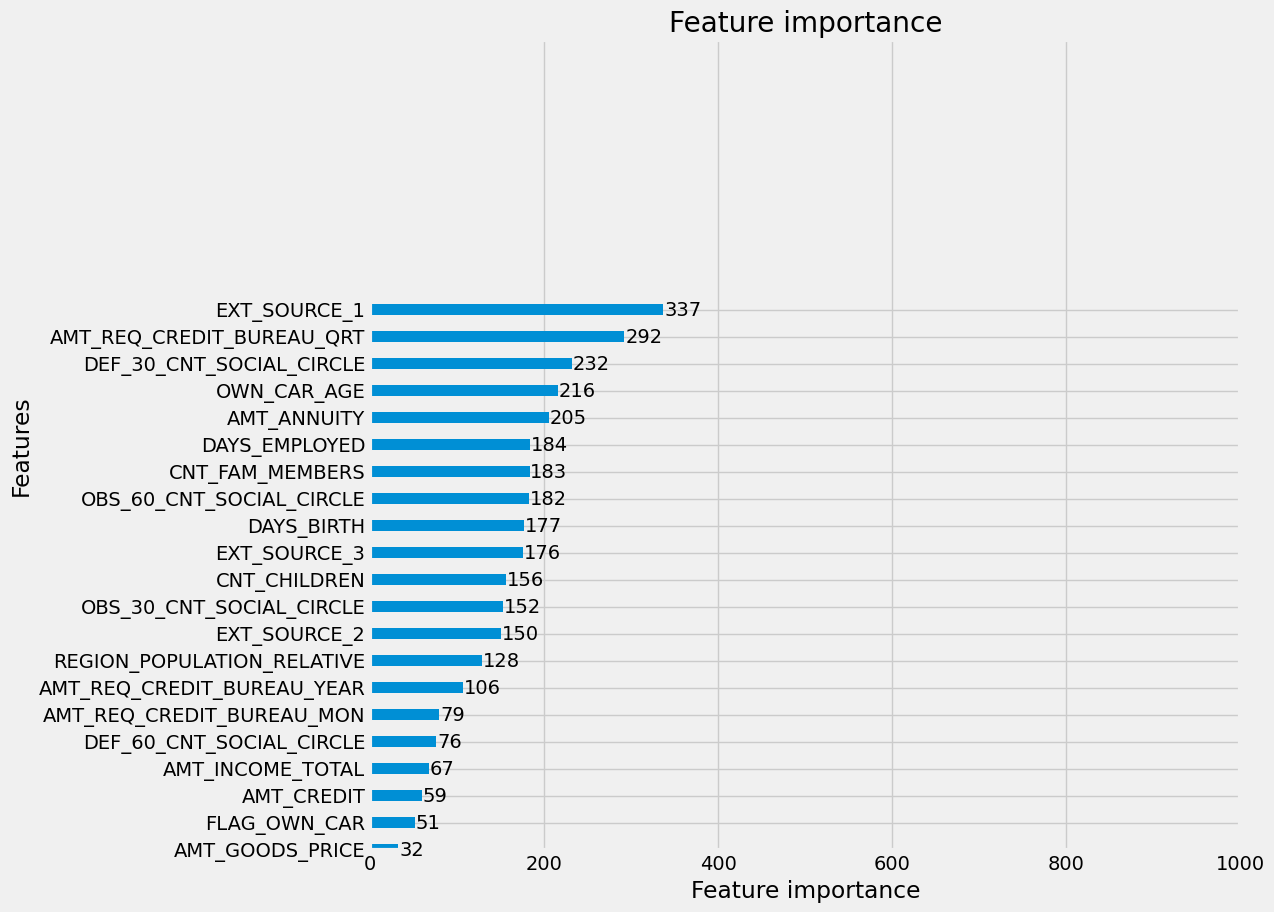 Feature importance
EXT_SOURCE_1 337
AMT_REQ_CREDIT_BUREAU_QRT 292
DEF_30_CNT_SOCIAL_CIRCLE 232
OWN_CAR_AGE 216
AMT_ANNUITY 205
DAYS_EMPLOYED 184
CNT_FAM_MEMBERS 183
OBS_60_CNT_SOCIAL_CIRCLE 182
DAYS_BIRTH 177
EXT_SOURCE_3 176
CNT_CHILDREN 156
OBS_30_CNT_SOCIAL_CIRCLE 152
EXT_SOURCE_2 150
REGION_POPULATION_RELATIVE 128
AMT_REQ_CREDIT_BUREAU_YEAR 106
AMT_REQ_CREDIT_BUREAU_MON 79
DEF_60_CNT_SOCIAL_CIRCLE 76
AMT_INCOME_TOTAL 67
AMT_CREDIT 59
FLAG_OWN_CAR 51
AMT_GOODS_PRICE 32
0 200 400 600 800 1000
Feature importance
Features